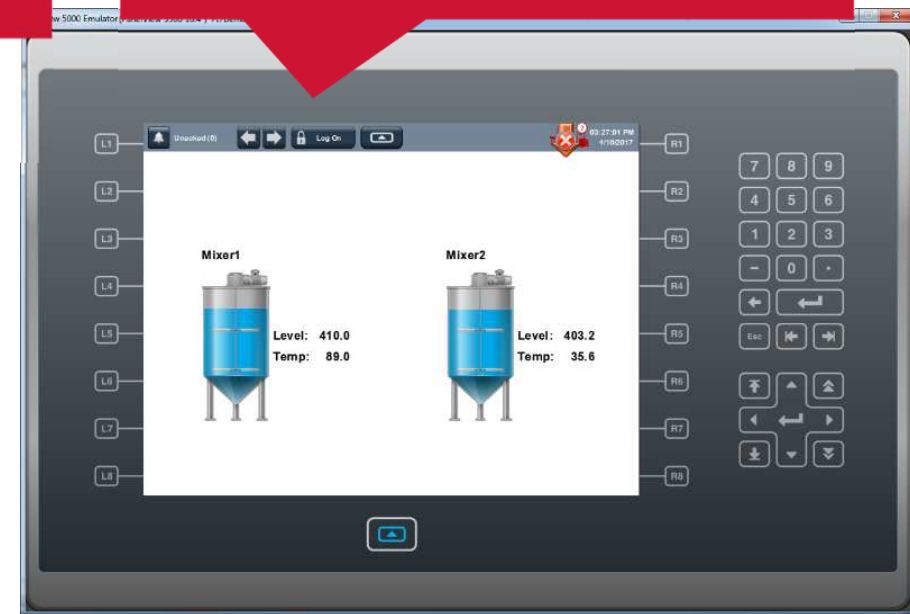 5000 Emulator
Unacked (0)
Log On
03:27:01 PM
4/18/2017
L1
L2
L3
L4
L5
L6
L7
L8
Mixer1
Level: 410.0
Temp: 89.0
Mixer2
Level: 403.2
Temp: 35.6
R1
R2
R3
R4
R5
R6
R7
R8
7 8 9
4 5 6
1 2 3
- 0 .
Esc